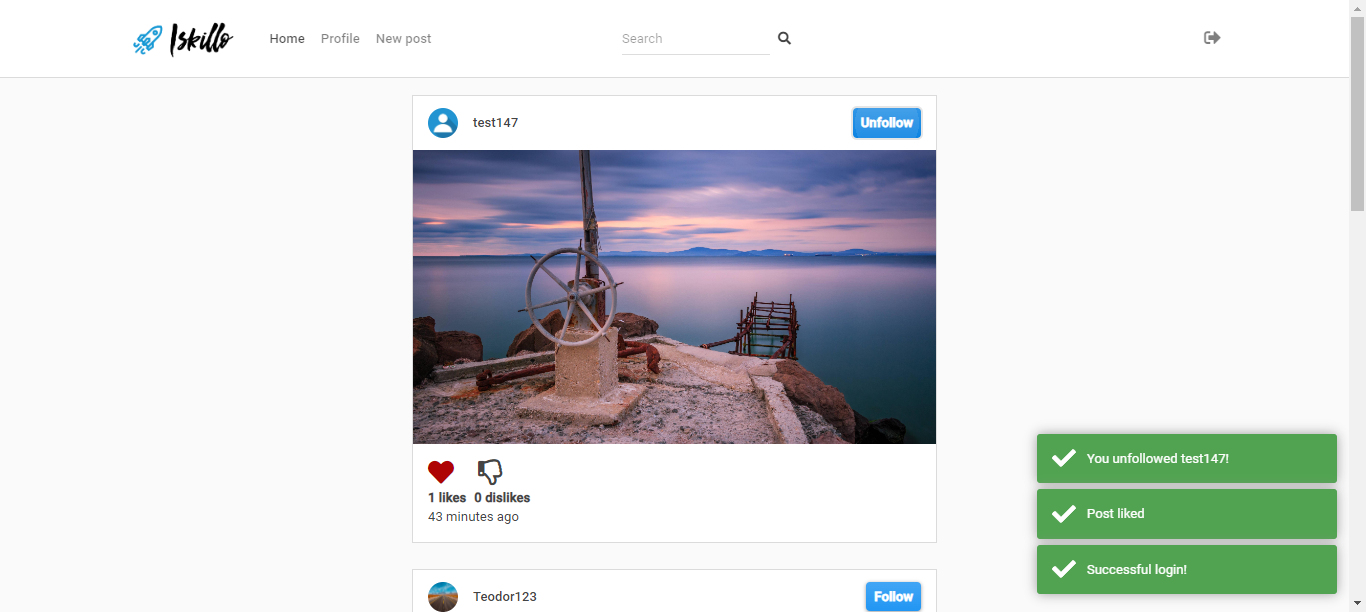 Iskillo Home Profile New post Search
test147 Unfollow
1 likes 0 dislikes
43 minutes ago
You unfollowed test147!
Post liked
Successful login!
Teodor123 Follow